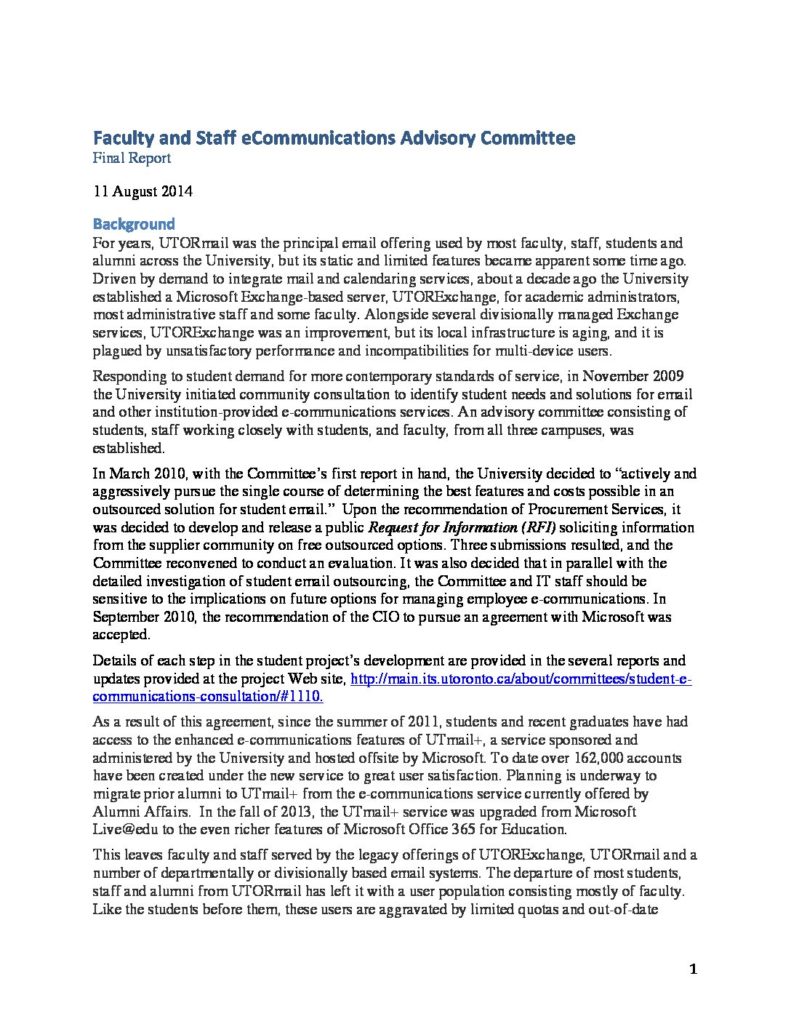 Faculty and Staff eCommunications Advisory Committee
Final Report
11 August 2014
Background
For years, UTORmail was the principal email offering used by most faculty, staff, students and
alumni across the University, but its static and limited features became apparent some time ago.
Driven by demand to integrate mail and calendaring services, about a decade ago the University
established a Microsoft Exchange-based server, UTORExchange, for academic administrators,
most administrative staff and some faculty. Alongside several divisionally managed Exchange
services, UTORExchange was an improvement, but its local infrastructure is aging, and it is
plagued by unsatisfactory performance and incompatibilities for multi-device users.
Responding to student demand for more contemporary standards of service, in November 2009
the University initiated community consultation to identify student needs and solutions for email
and other institution-provided e-communications services. An advisory committee consisting of
students, staff working closely with students, and faculty, from all three campuses, was
established.
In March 2010, with the Committee's first report in hand, the University decided to “actively and
aggressively pursue the single course of determining the best features and costs possible in an
outsourced solution for student email.”  Upon the recommendation of Procurement Services, it
was decided to develop and release a public Request for Information (RFI) soliciting information
from the supplier community on free outsourced options. Three submissions resulted, and the
Committee reconvened to conduct an evaluation. It was also decided that in parallel with the
detailed investigation of student email outsourcing, the Committee and IT staff should be
sensitive to the implications on future options for managing employee e-communications. In
September 2010, the recommendation of the CIO to pursue an agreement with Microsoft was
accepted.
Details of each step in the student project's development are provided in the several reports and
updates provided at the project Web site, http://main.its.utoronto.ca/about/committees/student-e-
communications-consultation/#1110.
As a result of this agreement, since the summer of 2011, students and recent graduates have had
access to the enhanced e-communications features of UTmail+, a service sponsored and
administered by the University and hosted offsite by Microsoft. To date over 162,000 accounts
have been created under the new service to great user satisfaction. Planning is underway to
migrate prior alumni to UTmail+ from the e-communications service currently offered by
Alumni Affairs.  In the fall of 2013, the UTmail+ service was upgraded from Microsoft
Live@edu to the even richer features of Microsoft Office 365 for Education.
This leaves faculty and staff served by the legacy offerings of UTORExchange, UTORmail and a
number of departmentally or divisionally based email systems. The departure of most students,
staff and alumni from UTORmail has left it with a user population consisting mostly of faculty.
Like the students before them, these users are aggravated by limited quotas and out-of-date
1